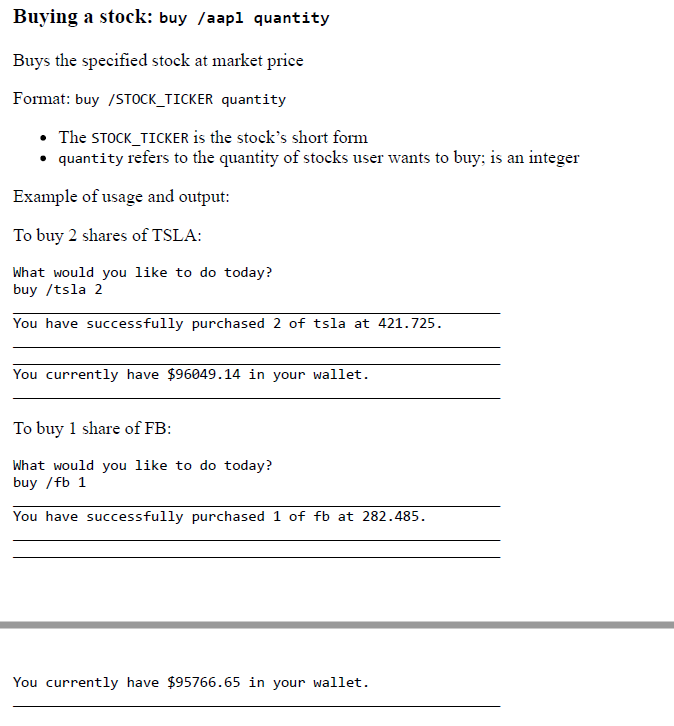 Buying a stock: buy /aapl quantity
Buys the specified stock at market price
Format: buy /STOCK_TICKER quantity
• The STOCK_TICKER is the stock’s short form
• quantity refers to the quantity of stocks user wants to buy; is an integer
Example of usage and output:
To buy 2 shares of TSLA:
What would you like to do today?
buy /tsla 2
You have successfully purchased 2 of tsla at 421.725.
You currently have $96049.14 in your wallet.
To buy 1 share of FB:
What would you like to do today?
buy /fb 1
You have successfully purchased 1 of fb at 282.485.
You currently have $95766.65 in your wallet.